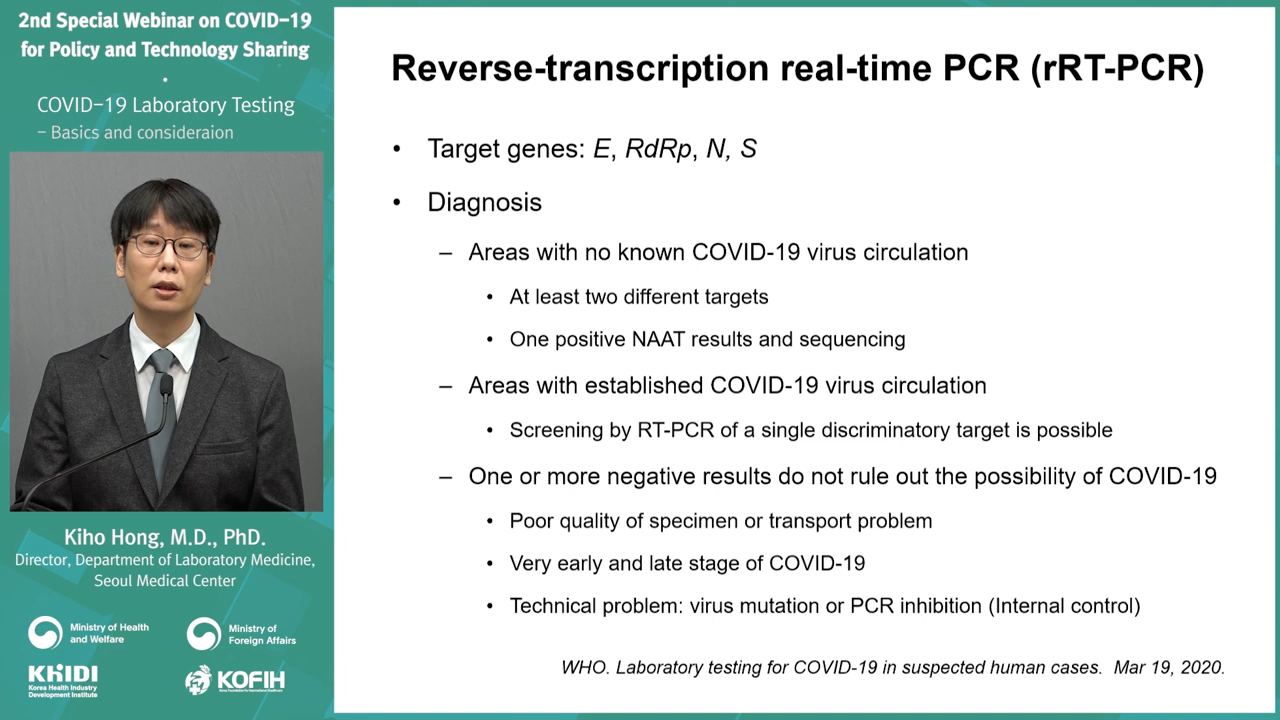 2nd Special Webinar on COVID-19
for Policy and Technology Sharing
COVID-19 Laboratory Testing
– Basics and consideraion
Kiho Hong, M.D., PhD.
Director, Department of Laboratory Medicine,
Seoul Medical Center
Ministry of Health
and Welfare
Ministry of
Foreign Affairs
KHIDI
Korea Health Industry
Development Institute
KOFIH
Korea Foundation for International Healthcare
Reverse-transcription real-time PCR (rRT-PCR)
• Target genes: E, RdRp, N, S
• Diagnosis
– Areas with no known COVID-19 virus circulation
• At least two different targets
• One positive NAAT results and sequencing
– Areas with established COVID-19 virus circulation
• Screening by RT-PCR of a single discriminatory target is possible
– One or more negative results do not rule out the possibility of COVID-19
• Poor quality of specimen or transport problem
• Very early and late stage of COVID-19
• Technical problem: virus mutation or PCR inhibition (Internal control)
WHO. Laboratory testing for COVID-19 in suspected human cases. Mar 19, 2020.